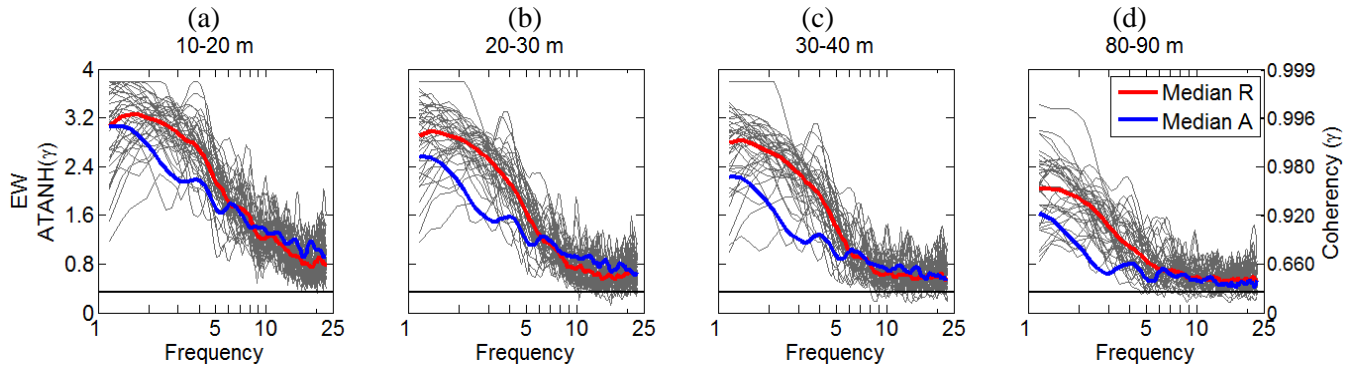 (a) (b) (c) (d)
10-20 m 20-30 m 30-40 m 80-90 m
EW
ATANH(γ)
4
3.2
2.4
1.6
0.8
0
Median R
Median A
0.999
0.996
0.980
0.920
0.660
0
Coherency (γ)
1 5 10 25 1 5 10 25 1 5 10 25 1 5 10 25
Frequency Frequency Frequency Frequency